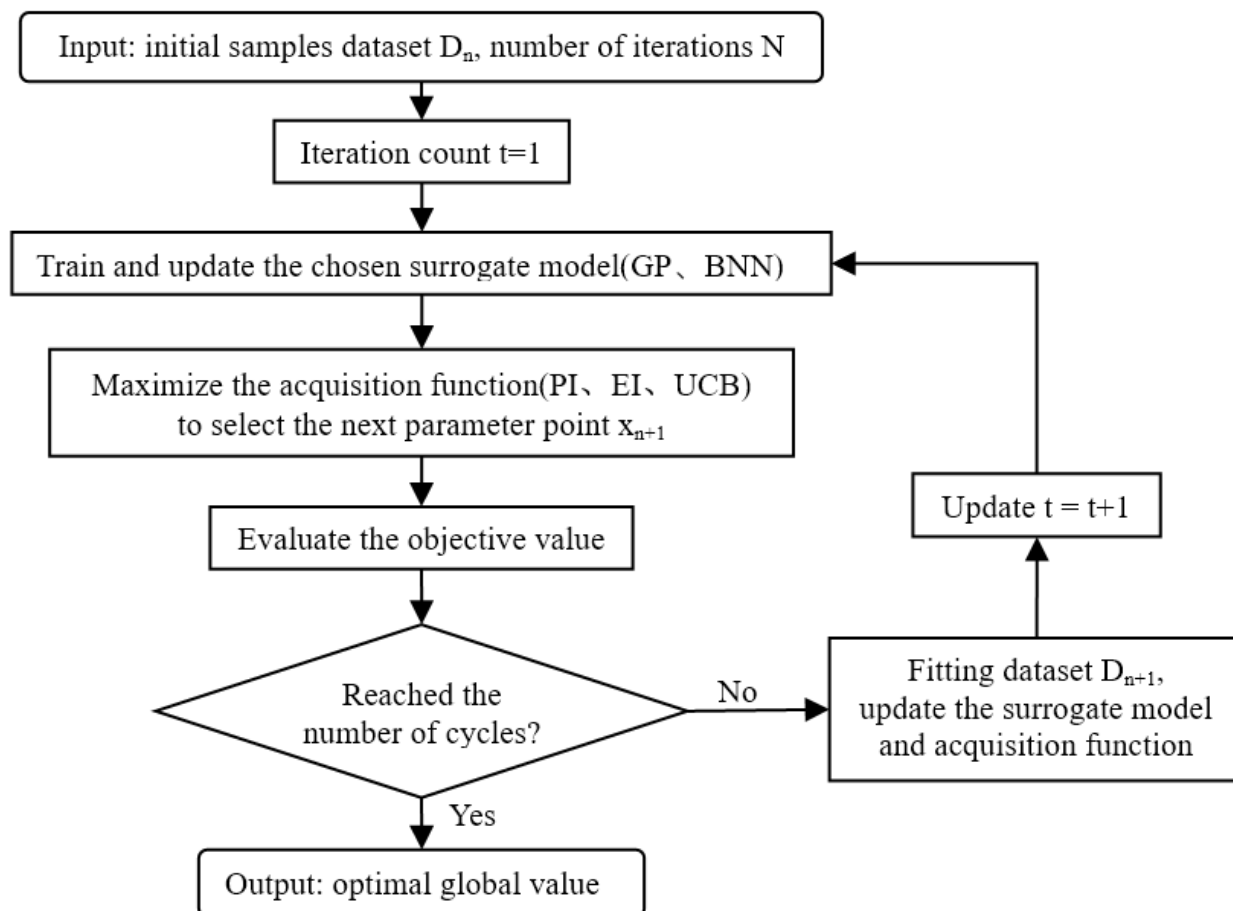 Input: initial samples dataset Dₙ, number of iterations N
Iteration count t=1
Train and update the chosen surrogate model(GP、BNN)
Maximize the acquisition function(PI、EI、UCB)
to select the next parameter point xₙ₊₁
Evaluate the objective value
Update t = t+1
Reached the
number of cycles?
No
Fitting dataset Dₙ₊₁,
update the surrogate model
and acquisition function
Yes
Output: optimal global value